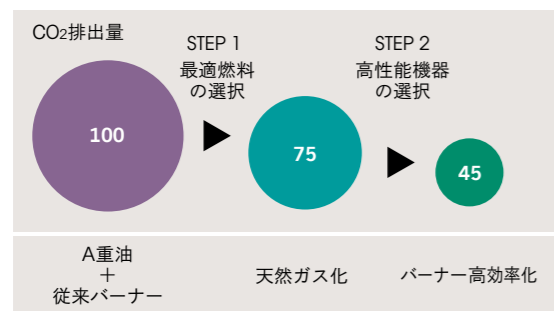 CO2排出量
STEP 1
最適燃料
の選択
STEP 2
高性能機器
の選択
100
75
45
A重油
+
従来バーナー
天然ガス化
バーナー高効率化